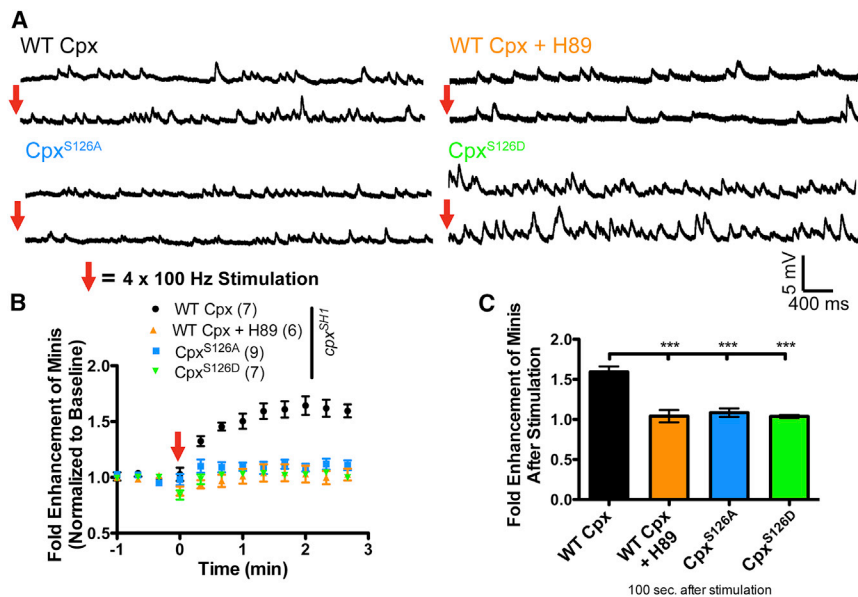 A
WT Cpx
WT Cpx + H89
Cpx^S126A
Cpx^S126D
= 4 x 100 Hz Stimulation
5 mV
400 ms
B
WT Cpx (7)
WT Cpx + H89 (6)
Cpx^S126A (9)
Cpx^S126D (7)
cpx^SH1
Fold Enhancement of Minis
(Normalized to Baseline)
2.0
1.5
1.0
0.5
-1
0
1
2
3
Time (min)
C
Fold Enhancement of Minis
After Stimulation
2.0
1.5
1.0
0.5
0.0
***
***
***
WT Cpx
WT Cpx
+ H89
Cpx^S126A
Cpx^S126D
100 sec. after stimulation